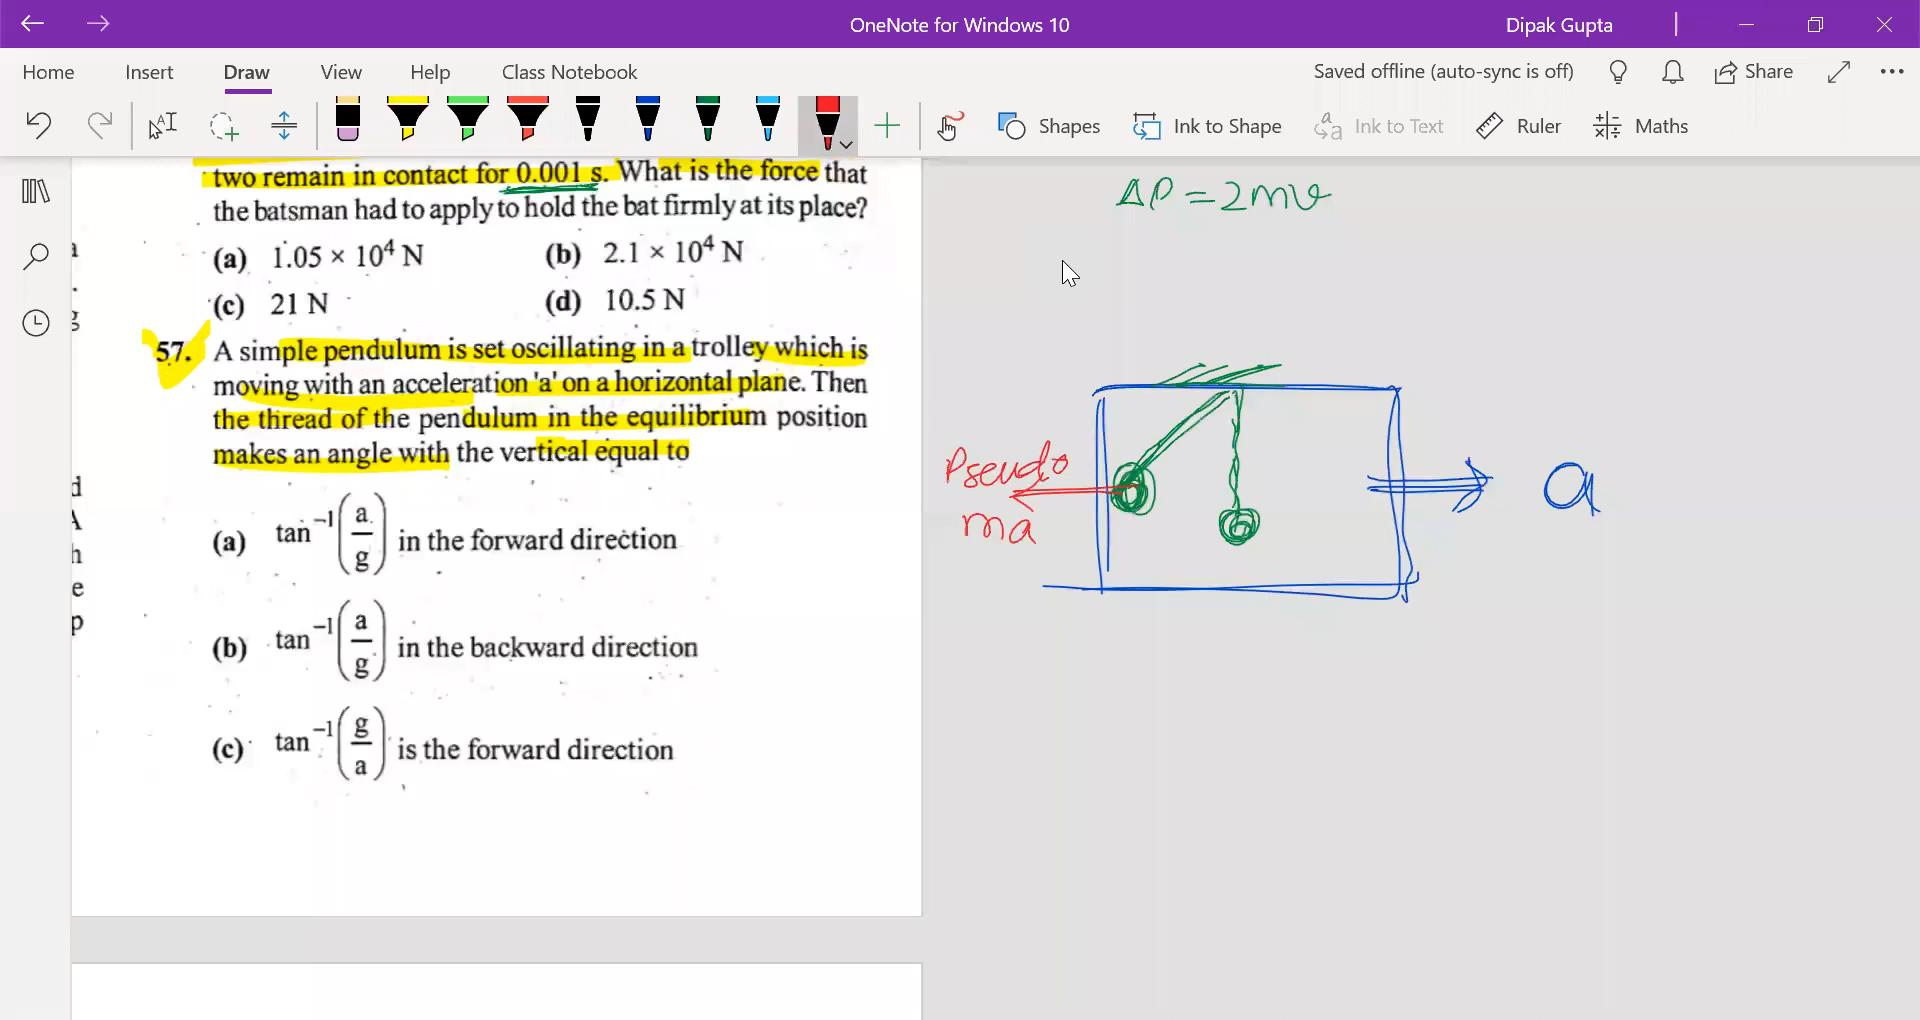 OneNote for Windows 10
Dipak Gupta
Home Insert Draw View Help Class Notebook
Saved offline (auto-sync is off) Share
Shapes Ink to Shape Ink to Text Ruler Maths
two remain in contact for 0.001 s. What is the force that
the batsman had to apply to hold the bat firmly at its place?
(a) 1.05 × 10⁴ N (b) 2.1 × 10⁴ N
(c) 21 N (d) 10.5 N
57. A simple pendulum is set oscillating in a trolley which is
moving with an acceleration 'a' on a horizontal plane. Then
the thread of the pendulum in the equilibrium position
makes an angle with the vertical equal to
(a) tan⁻¹(a/g) in the forward direction
(b) tan⁻¹(a/g) in the backward direction
(c) tan⁻¹(g/a) is the forward direction
a
g
d
h
e
p
ΔP = 2mv
Pseudo
ma
a